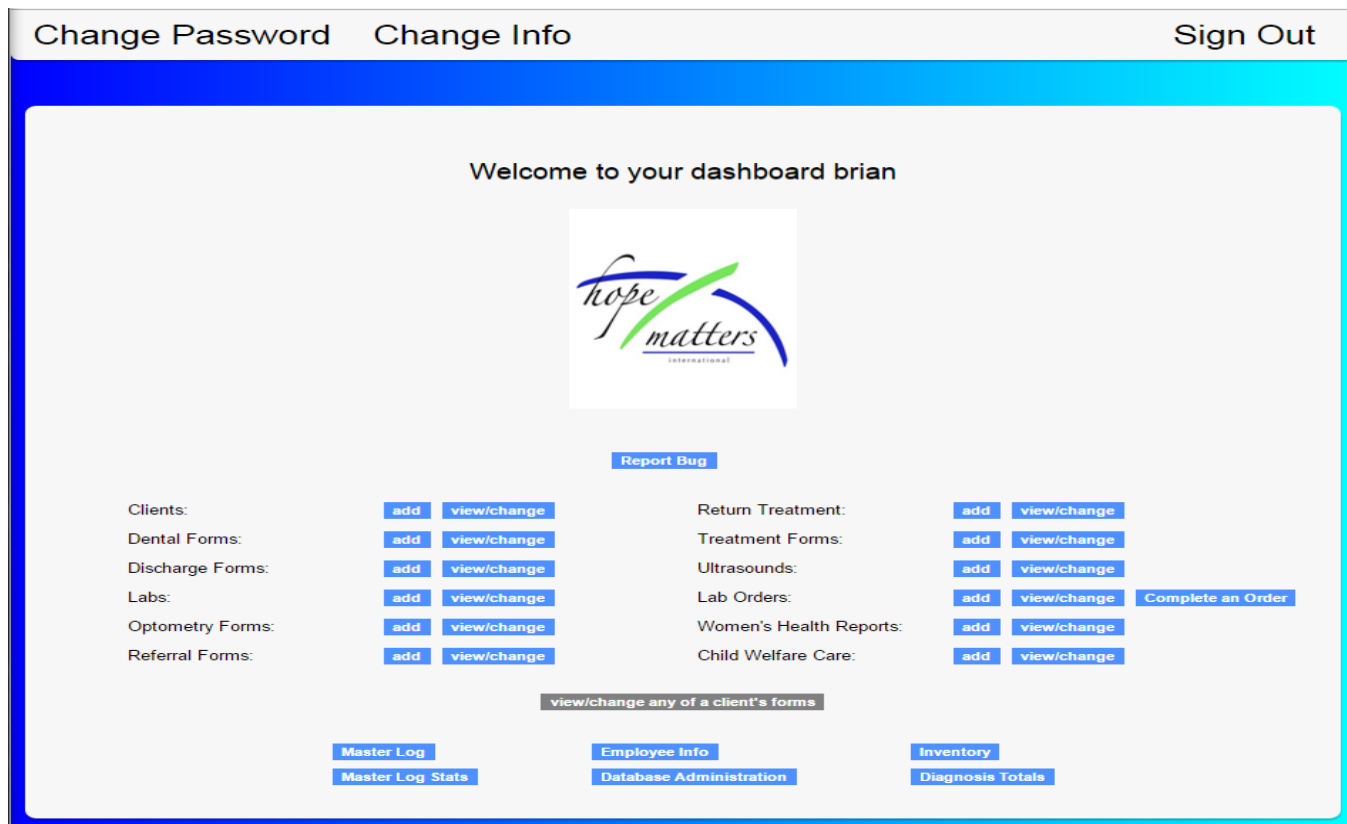 Change Password Change Info Sign Out
Welcome to your dashboard brian
hope
matters
international
Report Bug
Clients: add view/change Return Treatment: add view/change
Dental Forms: add view/change Treatment Forms: add view/change
Discharge Forms: add view/change Ultrasounds: add view/change
Labs: add view/change Lab Orders: add view/change Complete an Order
Optometry Forms: add view/change Women's Health Reports: add view/change
Referral Forms: add view/change Child Welfare Care: add view/change
view/change any of a client's forms
Master Log Employee Info Inventory
Master Log Stats Database Administration Diagnosis Totals